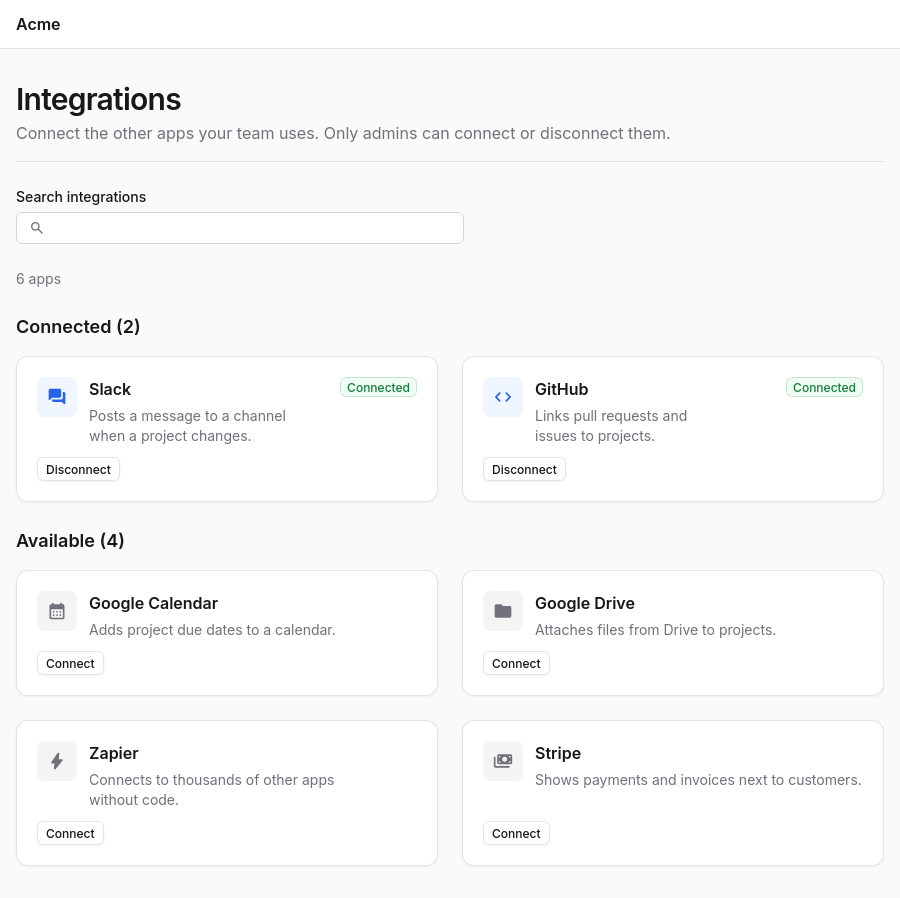 Acme
Integrations
Connect the other apps your team uses. Only admins can connect or disconnect them.
Search integrations
6 apps
Connected (2)
Slack
Connected
Posts a message to a channel
when a project changes.
Disconnect
GitHub
Connected
Links pull requests and
issues to projects.
Disconnect
Available (4)
Google Calendar
Adds project due dates to a calendar.
Connect
Google Drive
Attaches files from Drive to projects.
Connect
Zapier
Connects to thousands of other apps
without code.
Connect
Stripe
Shows payments and invoices next to customers.
Connect